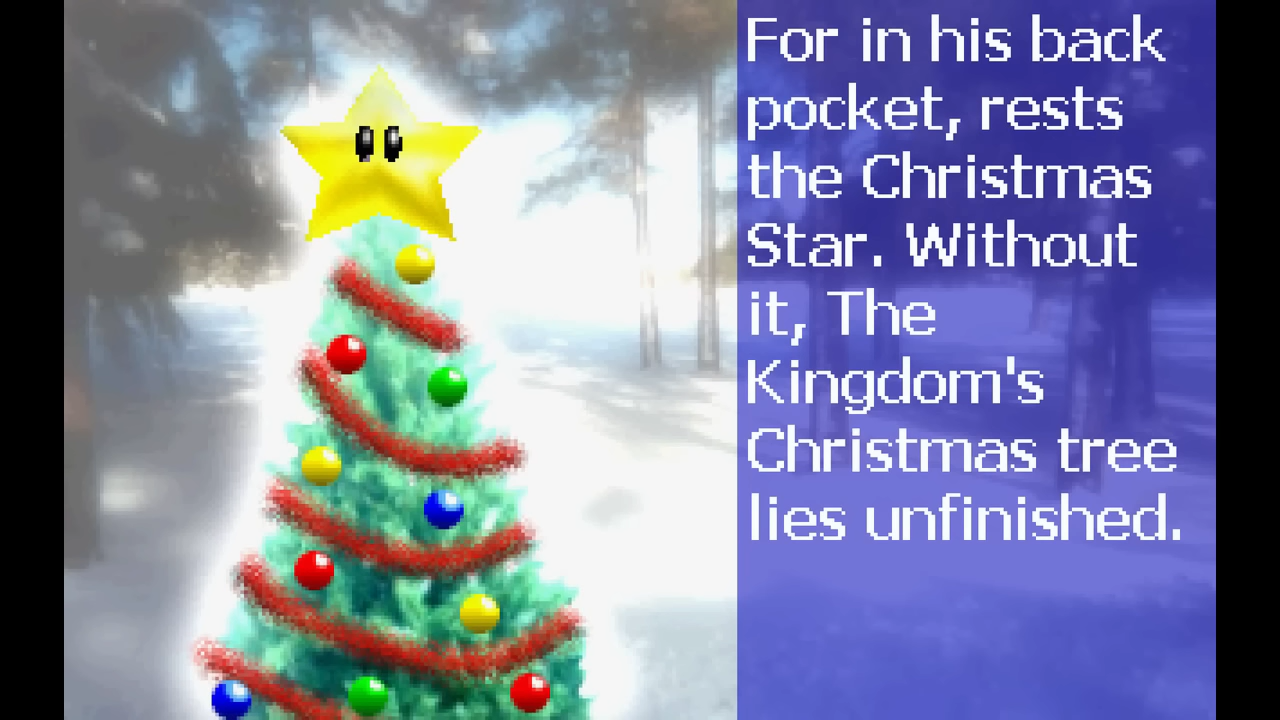 For in his back
pocket, rests
the Christmas
Star. Without
it, The
Kingdom's
Christmas tree
lies unfinished.